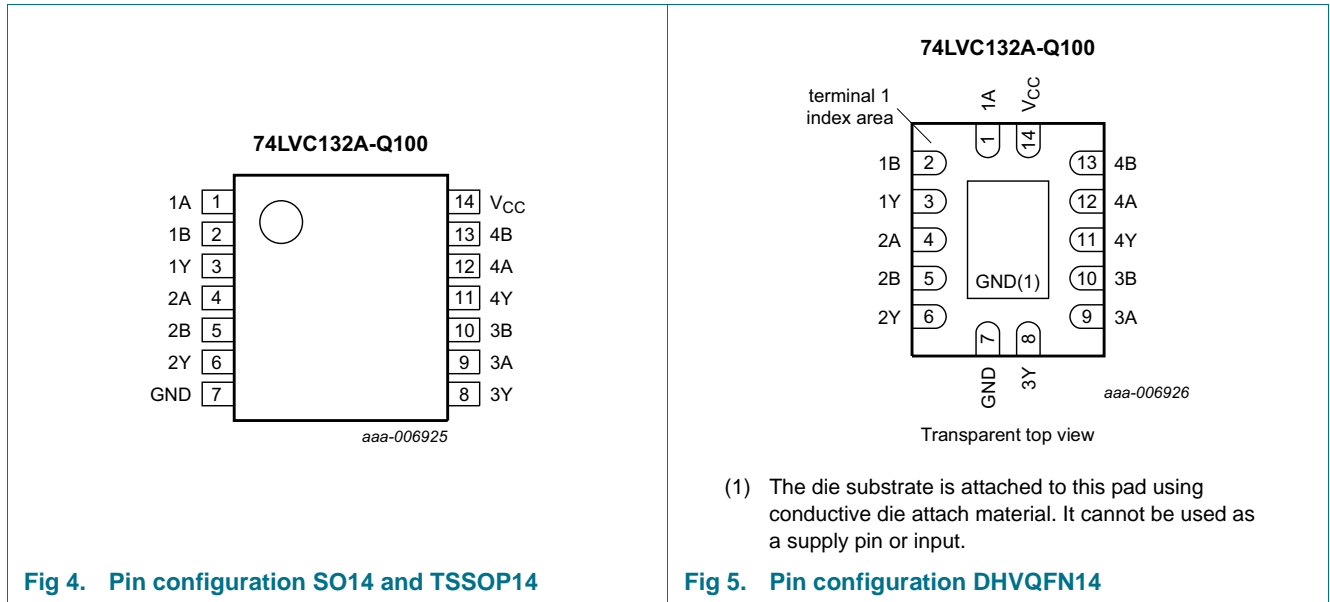 74LVC132A-Q100
1A 1 14 VCC
1B 2 13 4B
1Y 3 12 4A
2A 4 11 4Y
2B 5 10 3B
2Y 6 9 3A
GND 7 8 3Y
aaa-006925
Fig 4. Pin configuration SO14 and TSSOP14
74LVC132A-Q100
terminal 1
index area
1A VCC
1 14
1B 2 13 4B
1Y 3 12 4A
2A 4 11 4Y
2B 5 GND(1) 10 3B
2Y 6 9 3A
7 8
GND 3Y
aaa-006926
Transparent top view
(1) The die substrate is attached to this pad using
conductive die attach material. It cannot be used as
a supply pin or input.
Fig 5. Pin configuration DHVQFN14